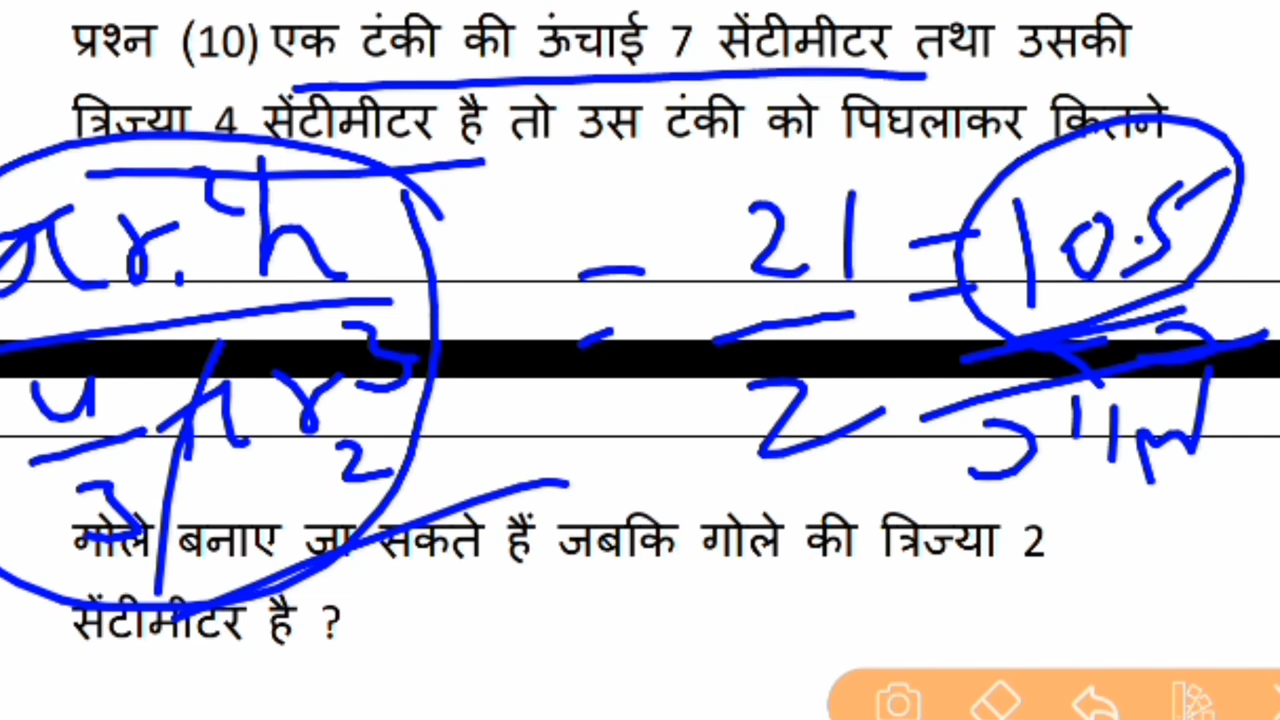 प्रश्न (10) एक टंकी की ऊंचाई 7 सेंटीमीटर तथा उसकी
त्रिज्या 4 सेंटीमीटर है तो उस टंकी को पिघलाकर कितने
πr²h = 21 = 10.5
4 πr³ 2
3 2
गोले बनाए जा सकते हैं जबकि गोले की त्रिज्या 2
सेंटीमीटर है ?